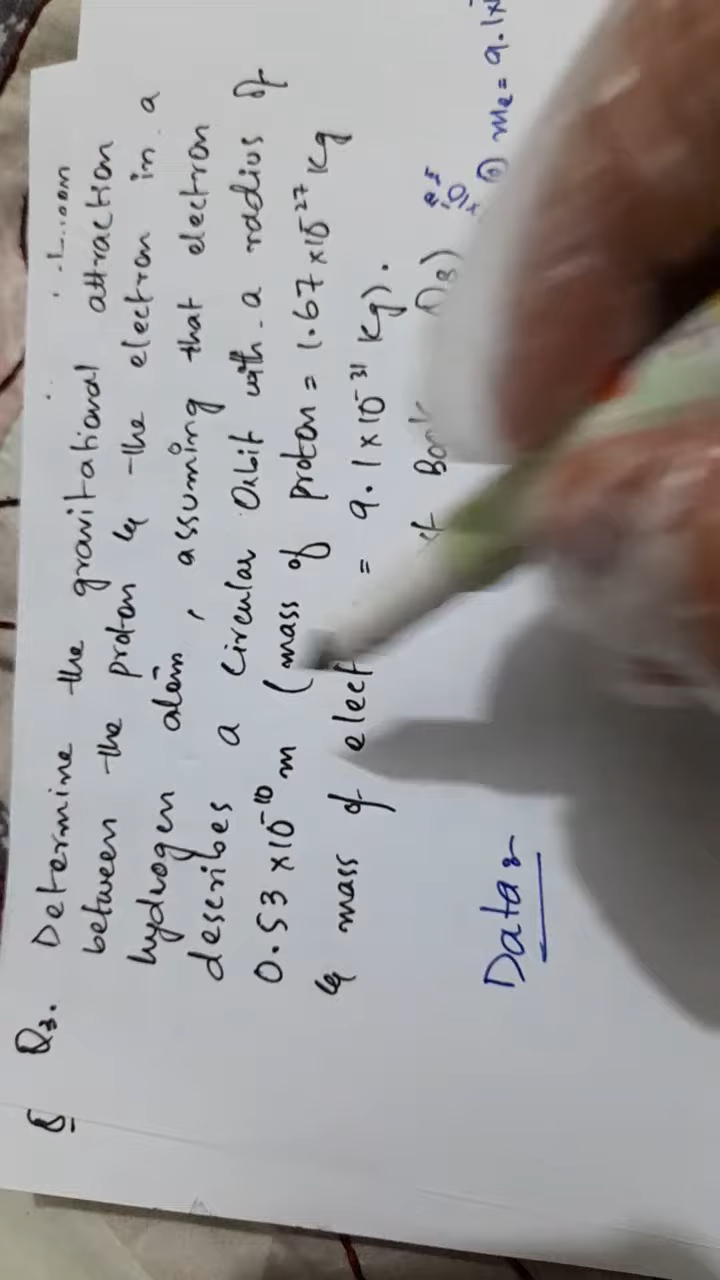 Q Q3. Determine the gravitational attraction
between the proton & the electron in a
hydrogen atom, assuming that electron
describes a circular orbit with a radius of
0.53 × 10⁻¹⁰ m (mass of proton = 1.67 × 10⁻²⁷ Kg
& mass of elect = 9.1 × 10⁻³¹ Kg).
me = 9.1×
Data